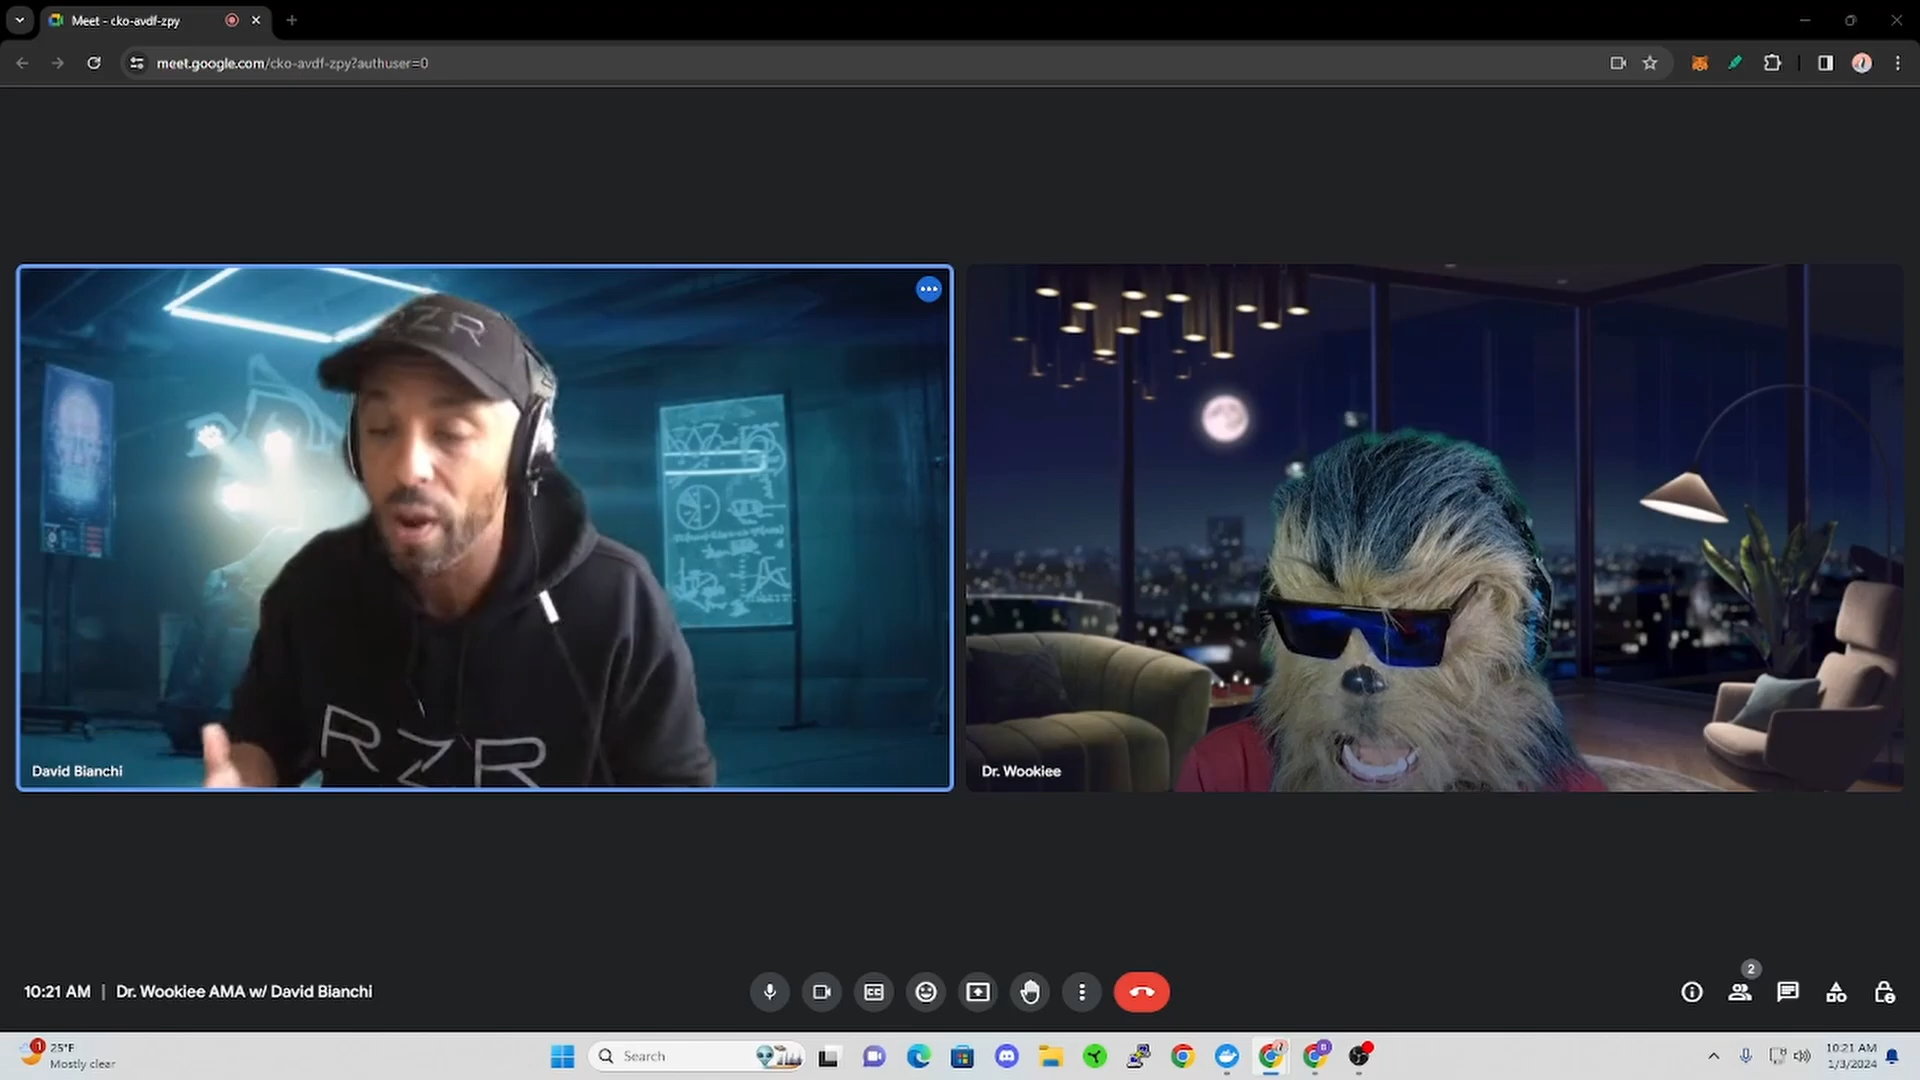 Meet - cko-avdf-zpy
meet.google.com/cko-avdf-zpy?authuser=0
RZR
RZR
David Bianchi
Dr. Wookiee
10:21 AM | Dr. Wookiee AMA w/ David Bianchi
2
1
25°F
Mostly clear
Search
10:21 AM
1/3/2024